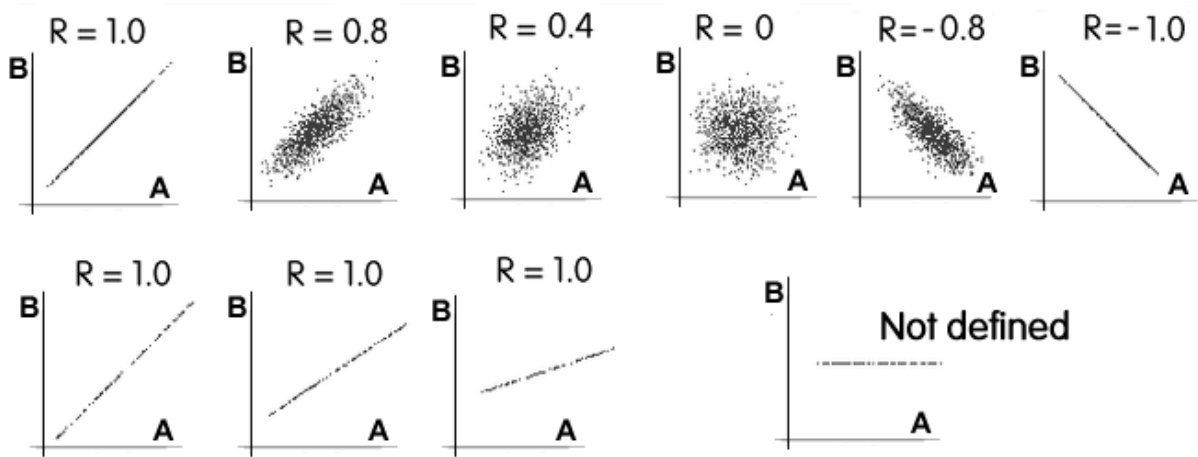 R = 1.0
B
A
R = 0.8
B
A
R = 0.4
B
A
R = 0
B
A
R=-0.8
B
A
R=-1.0
B
A
R = 1.0
B
A
R = 1.0
B
A
R = 1.0
B
A
B
Not defined
A